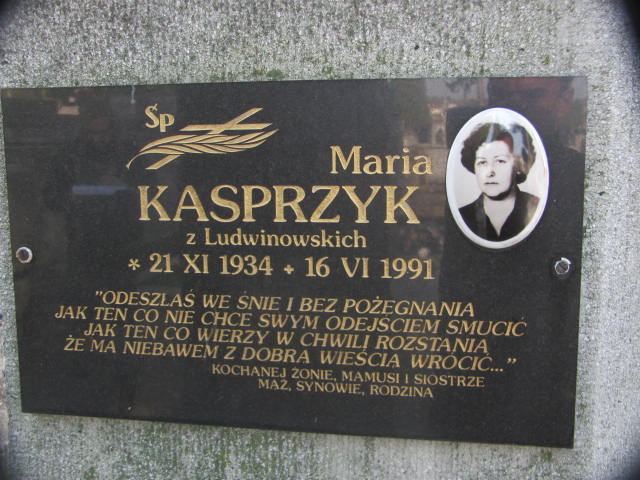 Śp
Maria
KASPRZYK
z Ludwinowskich
* 21 XI 1934 + 16 VI 1991
"ODESZŁAŚ WE ŚNIE I BEZ POŻEGNANIA
JAK TEN CO NIE CHCE SWYM ODEJŚCIEM SMUCIĆ
JAK TEN CO WIERZY W CHWILI ROZSTANIA
ŻE MA NIEBAWEM Z DOBRĄ WIEŚCIĄ WRÓCIĆ..."
KOCHANEJ ŻONIE, MAMUSI I SIOSTRZE
MĄŻ, SYNOWIE, RODZINA